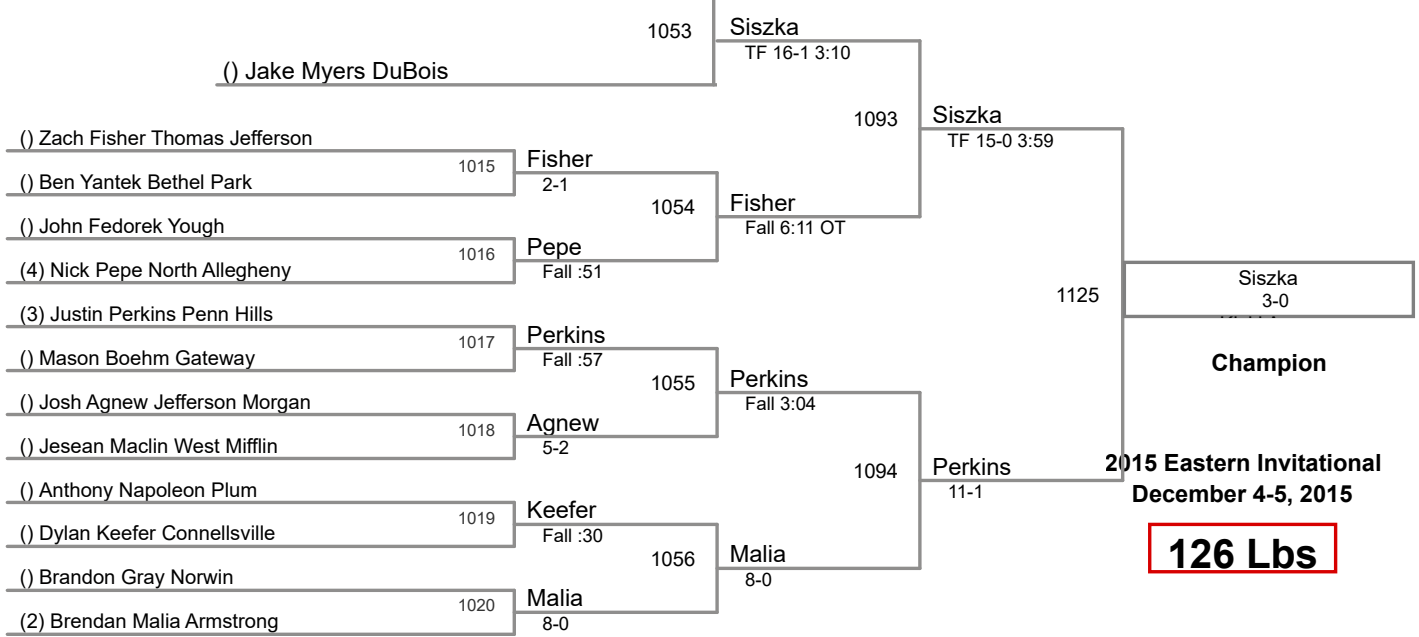 1053
Siszka
TF 16-1 3:10
() Jake Myers DuBois
1093
Siszka
TF 15-0 3:59
() Zach Fisher Thomas Jefferson
1015
Fisher
2-1
() Ben Yantek Bethel Park
1054
Fisher
Fall 6:11 OT
() John Fedorek Yough
1016
Pepe
Fall :51
(4) Nick Pepe North Allegheny
1125
Siszka
3-0
Champion
(3) Justin Perkins Penn Hills
1017
Perkins
Fall :57
() Mason Boehm Gateway
1055
Perkins
Fall 3:04
() Josh Agnew Jefferson Morgan
1018
Agnew
5-2
() Jesean Maclin West Mifflin
1094
Perkins
11-1
2015 Eastern Invitational
December 4-5, 2015
126 Lbs
() Anthony Napoleon Plum
1019
Keefer
Fall :30
() Dylan Keefer Connellsville
1056
Malia
8-0
() Brandon Gray Norwin
1020
Malia
8-0
(2) Brendan Malia Armstrong